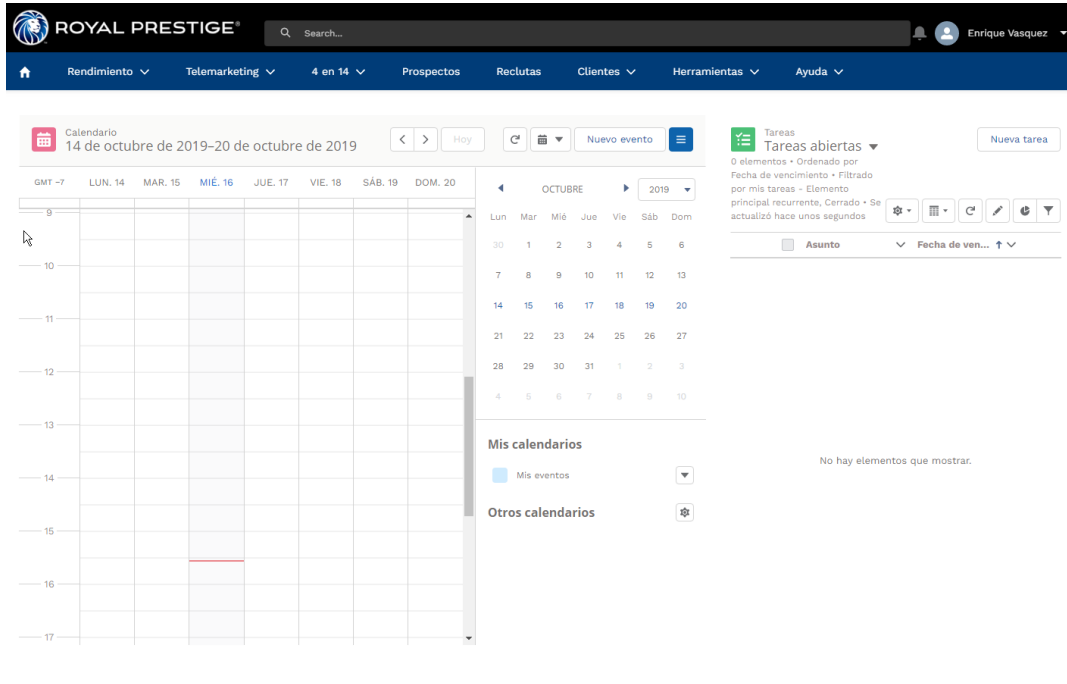 ROYAL PRESTIGE®
Search...
Enrique Vasquez
Rendimiento Telemarketing 4 en 14 Prospectos Reclutas Clientes Herramientas Ayuda
Calendario
14 de octubre de 2019–20 de octubre de 2019
Hoy
Nuevo evento
GMT −7 LUN. 14 MAR. 15 MIÉ. 16 JUE. 17 VIE. 18 SÁB. 19 DOM. 20
9
10
11
12
13
14
15
16
17
OCTUBRE 2019
Lun Mar Mié Jue Vie Sáb Dom
30 1 2 3 4 5 6
7 8 9 10 11 12 13
14 15 16 17 18 19 20
21 22 23 24 25 26 27
28 29 30 31 1 2 3
4 5 6 7 8 9 10
Mis calendarios
Mis eventos
Otros calendarios
Tareas
Tareas abiertas
Nueva tarea
0 elementos • Ordenado por
Fecha de vencimiento • Filtrado
por mis tareas - Elemento
principal recurrente, Cerrado • Se
actualizó hace unos segundos
Asunto Fecha de ven...
No hay elementos que mostrar.